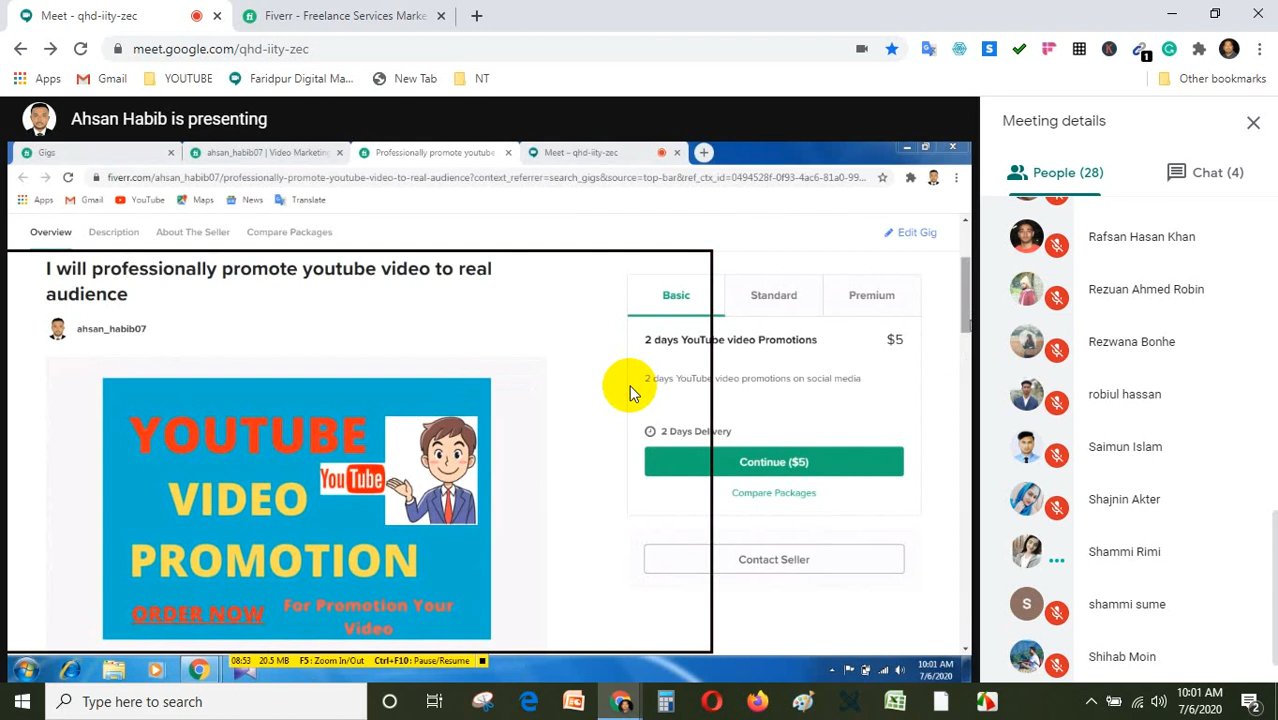 Meet - qhd-iity-zec
Fiverr - Freelance Services Marke
meet.google.com/qhd-iity-zec
1
Apps
Gmail
YOUTUBE
Faridpur Digital Ma...
New Tab
NT
Other bookmarks
Ahsan Habib is presenting
Meeting details
Gigs
ahsan_habib07 | Video Marketing
Professionally promote youtube
Meet - qhd-iity-zec
fiverr.com/ahsan_habib07/professionally-promote-youtube-video-to-real-audience?context_referrer=search_gigs&source=top-bar&ref_ctx_id=0494528f-0f93-4ac6-81a0-99...
Apps
Gmail
YouTube
Maps
News
Translate
People (28)
Chat (4)
Overview
Description
About The Seller
Compare Packages
Edit Gig
I will professionally promote youtube video to real
audience
ahsan_habib07
Basic
Standard
Premium
2 days YouTube video Promotions
$5
2 days YouTube video promotions on social media
2 Days Delivery
Continue ($5)
Compare Packages
Contact Seller
YOUTUBE
You Tube
VIDEO
PROMOTION
ORDER NOW
For Promotion Your
Video
Rafsan Hasan Khan
Rezuan Ahmed Robin
Rezwana Bonhe
robiul hassan
Saimun Islam
Shajnin Akter
Shammi Rimi
S
shammi sume
Shihab Moin
08:53 20.5 MB F5: Zoom In/Out Ctrl+F10: Pause/Resume
10:01 AM
7/6/2020
Type here to search
10:01 AM
7/6/2020
2